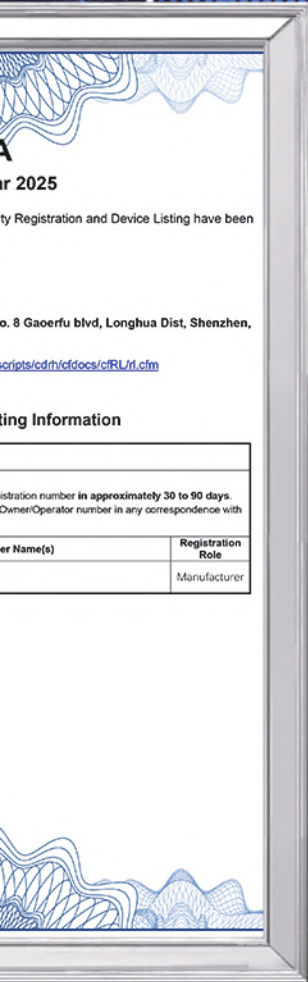 A
ar 2025
ty Registration and Device Listing have been
o. 8 Gaoerfu blvd, Longhua Dist, Shenzhen,
scripts/cdrh/cfdocs/cfRL/rl.cfm
ting Information
istration number in approximately 30 to 90 days.
Owner/Operator number in any correspondence with
er Name(s)
Registration
Role
Manufacturer